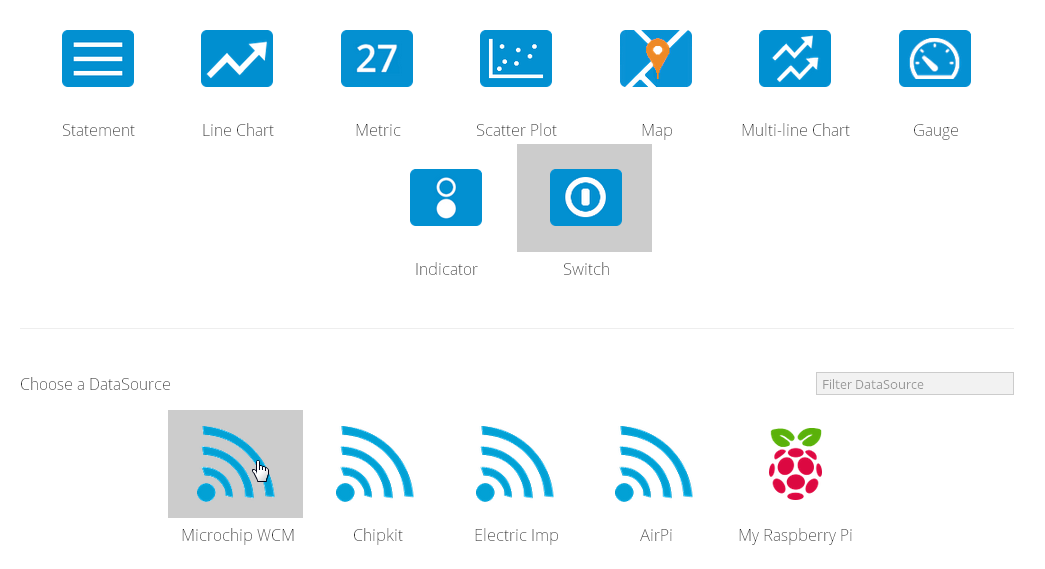 27
Statement Line Chart Metric Scatter Plot Map Multi-line Chart Gauge
Indicator Switch
Choose a DataSource Filter DataSource
Microchip WCM Chipkit Electric Imp AirPi My Raspberry Pi